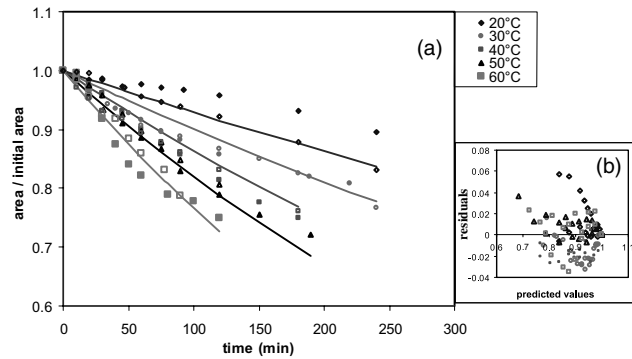 1.1
1.0
0.9
0.8
0.7
0.6
area / initial area
0 50 100 150 200 250 300
time (min)
(a)
20°C
30°C
40°C
50°C
60°C
(b)
0.08
0.06
0.04
0.02
0
-0.02
-0.04
residuals
0.6 0.7 0.8 0.9 1 1.1
predicted values